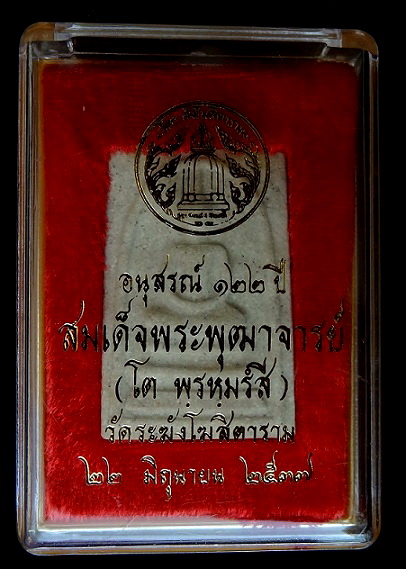 อนุสรณ์ ๑๒๒ ปี
สมเด็จพระพุฒาจารย์
(โต พรหมรํสี)
วัดระฆังโฆสิตาราม
๒๒ มิถุนายน ๒๕๓๗